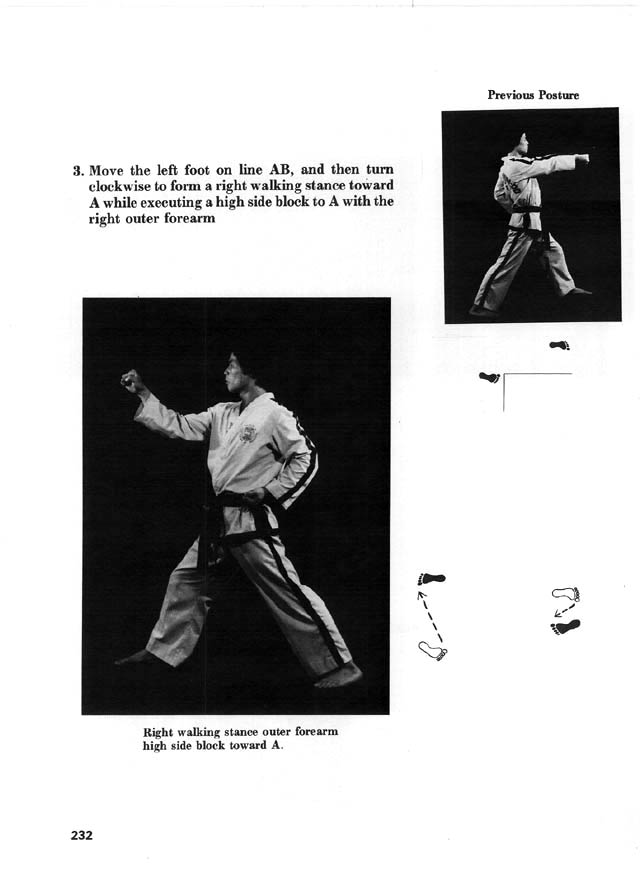 Previous Posture
3. Move the left foot on line AB, and then turn
clockwise to form a right walking stance toward
A while executing a high side block to A with the
right outer forearm
Right walking stance outer forearm
high side block toward A.
232